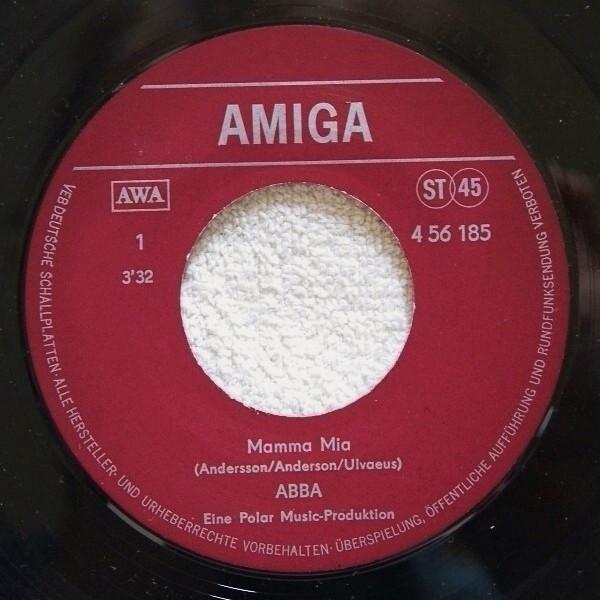 AMIGA
AWA
ST 45
1
4 56 185
3'32
Mamma Mia
(Andersson/Anderson/Ulvaeus)
ABBA
Eine Polar Music-Produktion
VEB DEUTSCHE SCHALLPLATTEN · ALLE HERSTELLER- UND URHEBERRECHTE VORBEHALTEN · ÜBERSPIELUNG, ÖFFENTLICHE AUFFÜHRUNG UND RUNDFUNKSENDUNG VERBOTEN